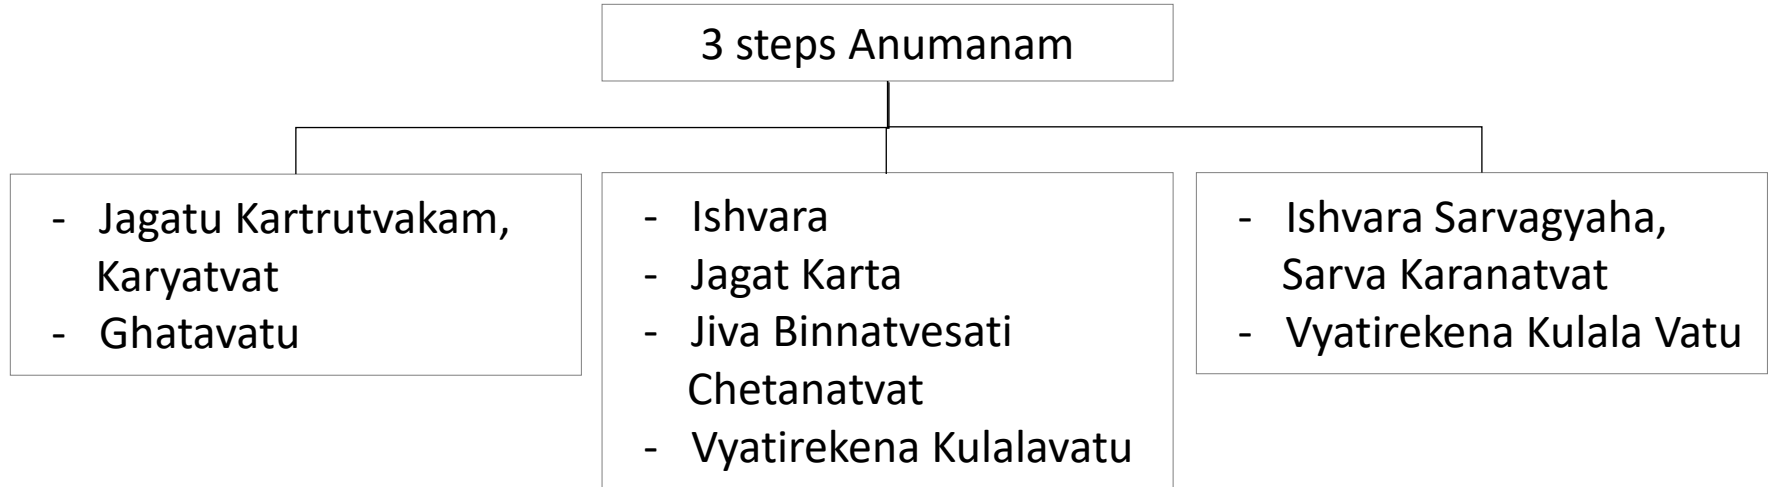 3 steps Anumanam
- Jagatu Kartrutvakam,
Karyatvat
- Ghatavatu
- Ishvara
- Jagat Karta
- Jiva Binnatvesati
Chetanatvat
- Vyatirekena Kulalavatu
- Ishvara Sarvagyaha,
Sarva Karanatvat
- Vyatirekena Kulala Vatu